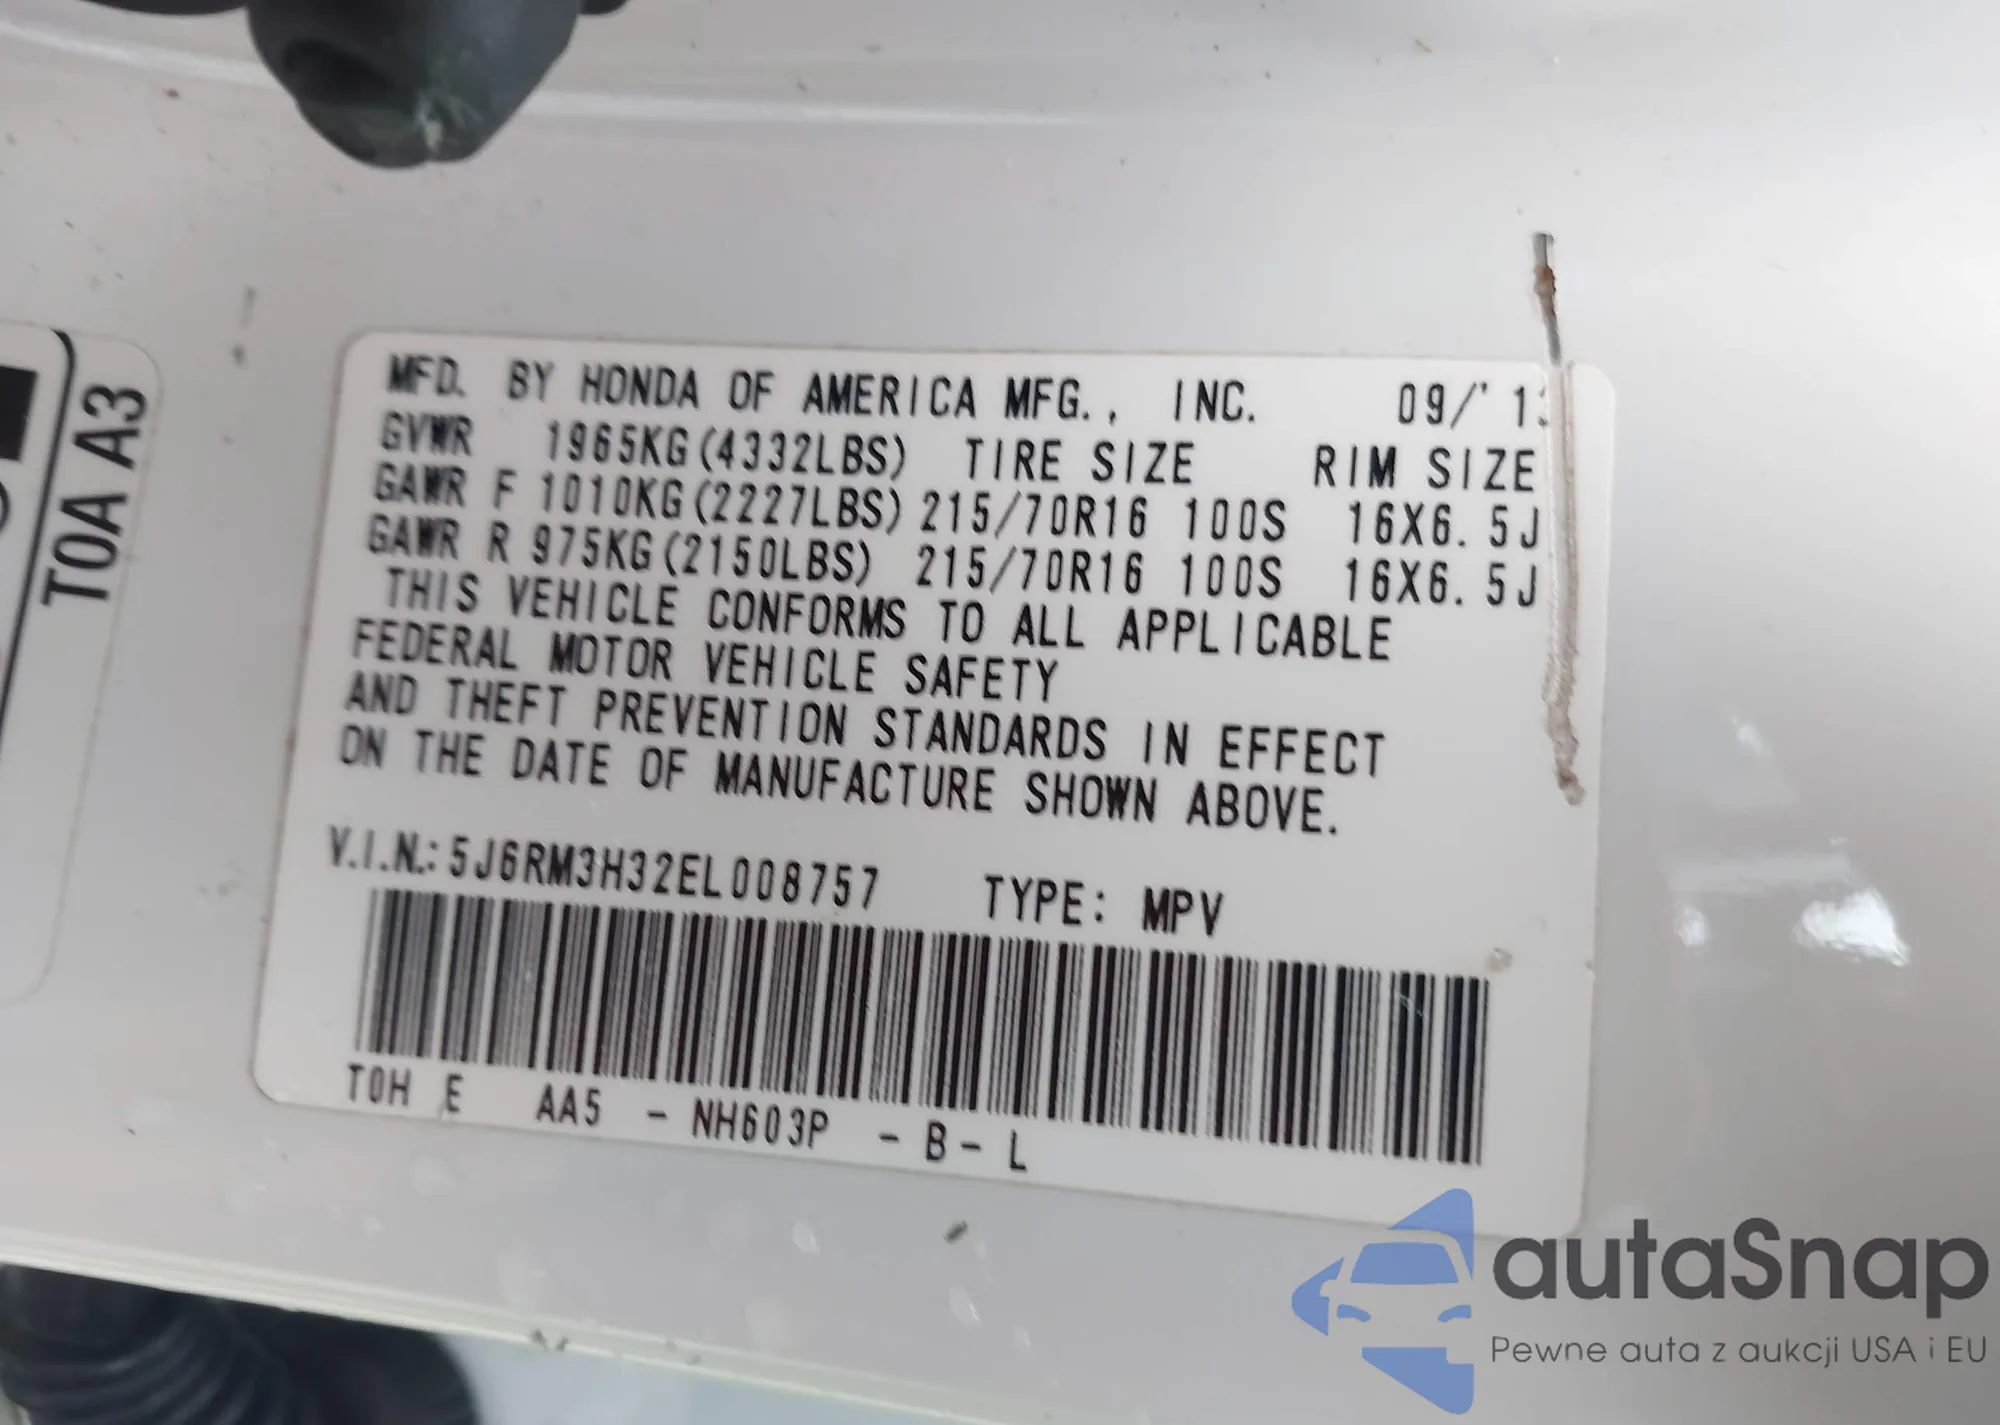 MFD. BY HONDA OF AMERICA MFG., INC. 09/'1
GVWR 1965KG(4332LBS) TIRE SIZE RIM SIZE
GAWR F 1010KG(2227LBS) 215/70R16 100S 16X6.5J
GAWR R 975KG(2150LBS) 215/70R16 100S 16X6.5J
THIS VEHICLE CONFORMS TO ALL APPLICABLE
FEDERAL MOTOR VEHICLE SAFETY
AND THEFT PREVENTION STANDARDS IN EFFECT
ON THE DATE OF MANUFACTURE SHOWN ABOVE.
V.I.N.: 5J6RM3H32EL008757 TYPE: MPV
T0H E AA5 - NH603P - B - L
T0A A3
autaSnap
Pewne auta z aukcji USA i EU